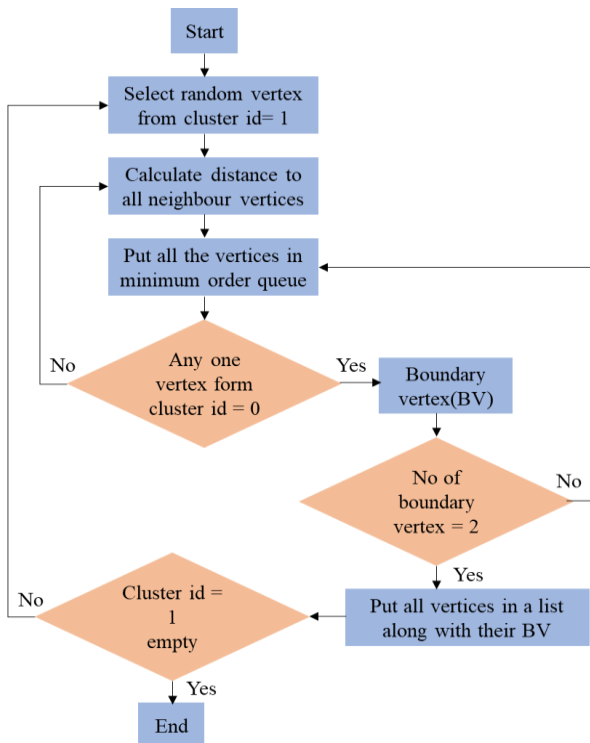 Start
Select random vertex
from cluster id= 1
Calculate distance to
all neighbour vertices
Put all the vertices in
minimum order queue
No
Any one
vertex form
cluster id = 0
Yes
Boundary
vertex(BV)
No of
boundary
vertex = 2
No
Yes
Put all vertices in a list
along with their BV
No
Cluster id =
1
empty
Yes
End